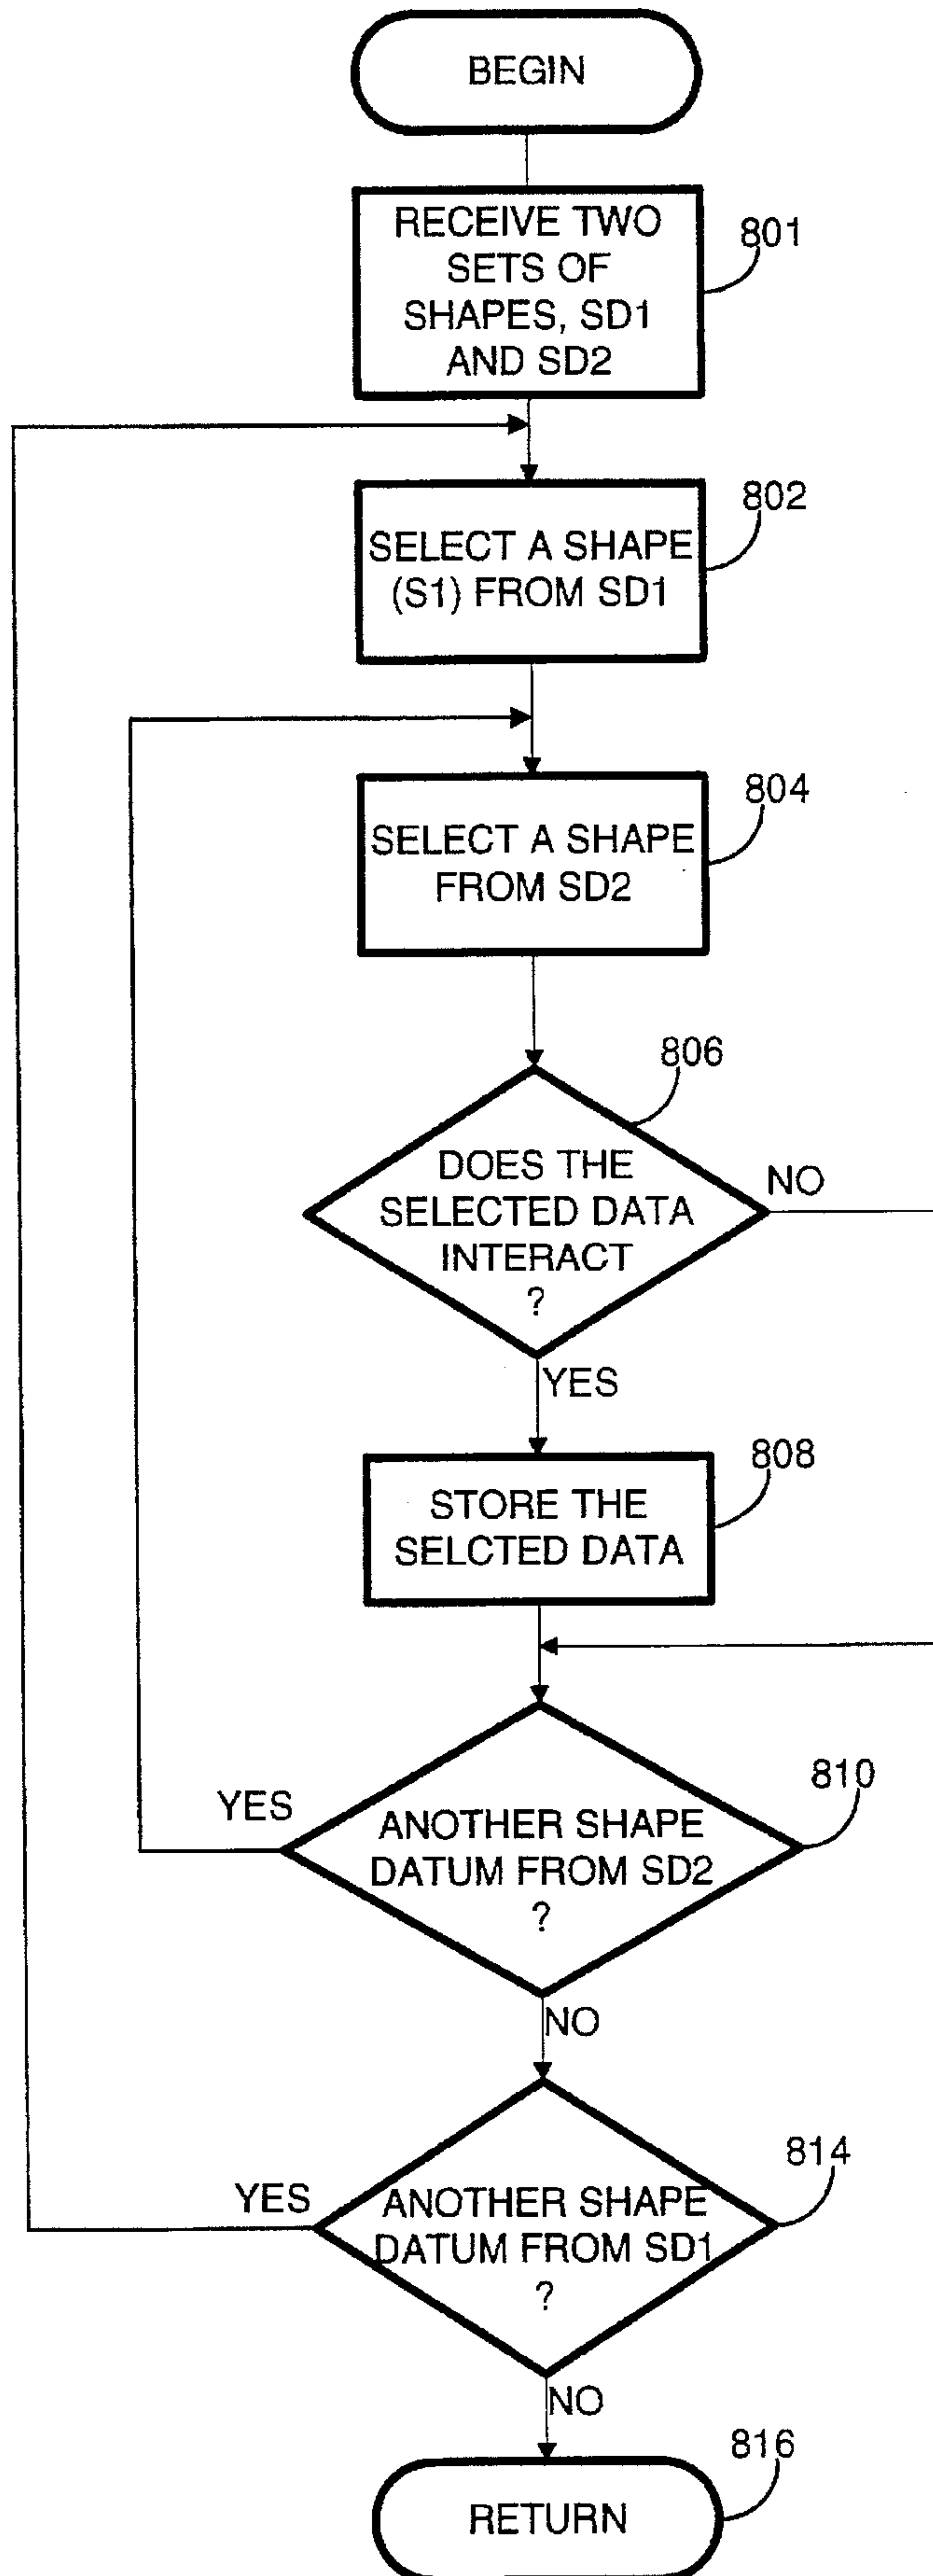 BEGIN
RECEIVE TWO
SETS OF
SHAPES, SD1
AND SD2
801
SELECT A SHAPE
(S1) FROM SD1
802
SELECT A SHAPE
FROM SD2
804
806
DOES THE
SELECTED DATA
INTERACT
?
NO
YES
STORE THE
SELCTED DATA
808
810
YES
ANOTHER SHAPE
DATUM FROM SD2
?
NO
814
YES
ANOTHER SHAPE
DATUM FROM SD1
?
NO
RETURN
816